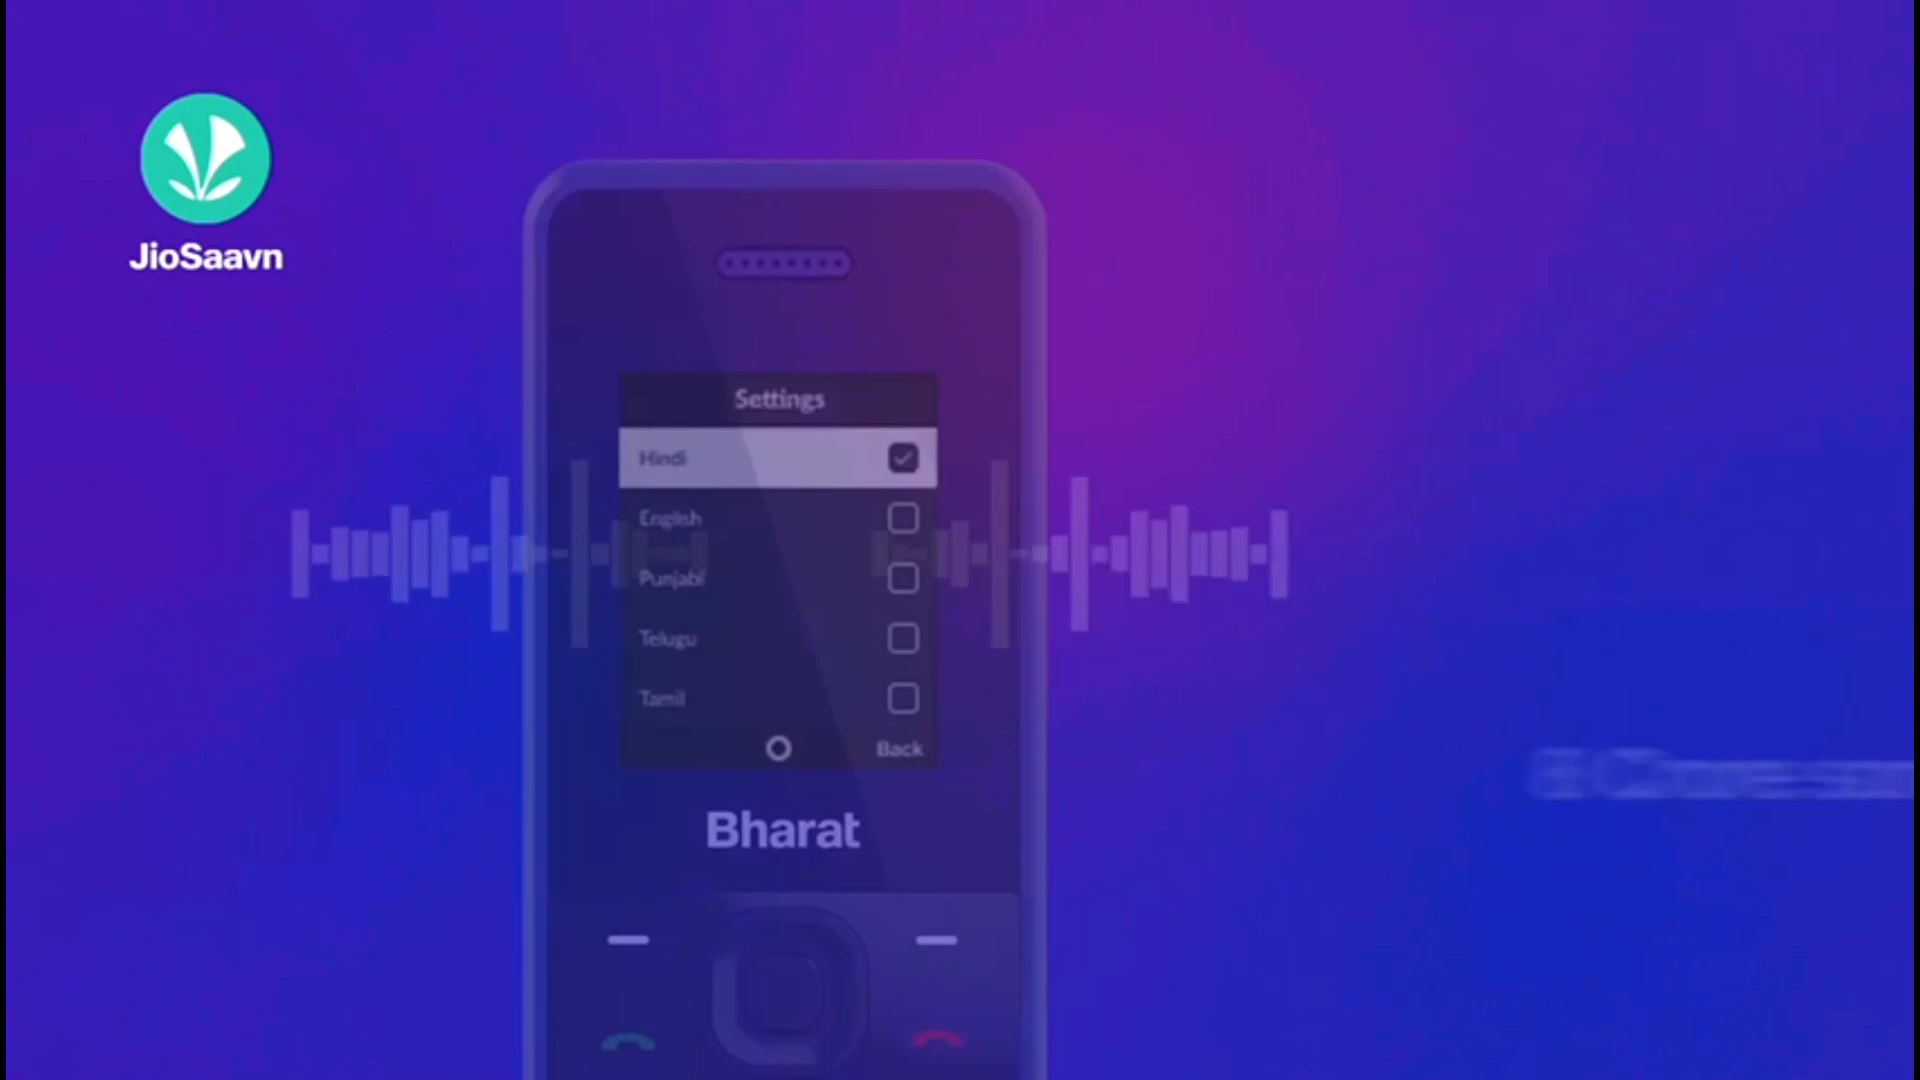 JioSaavn
Settings
Hindi
English
Punjabi
Telugu
Tamil
Back
Bharat